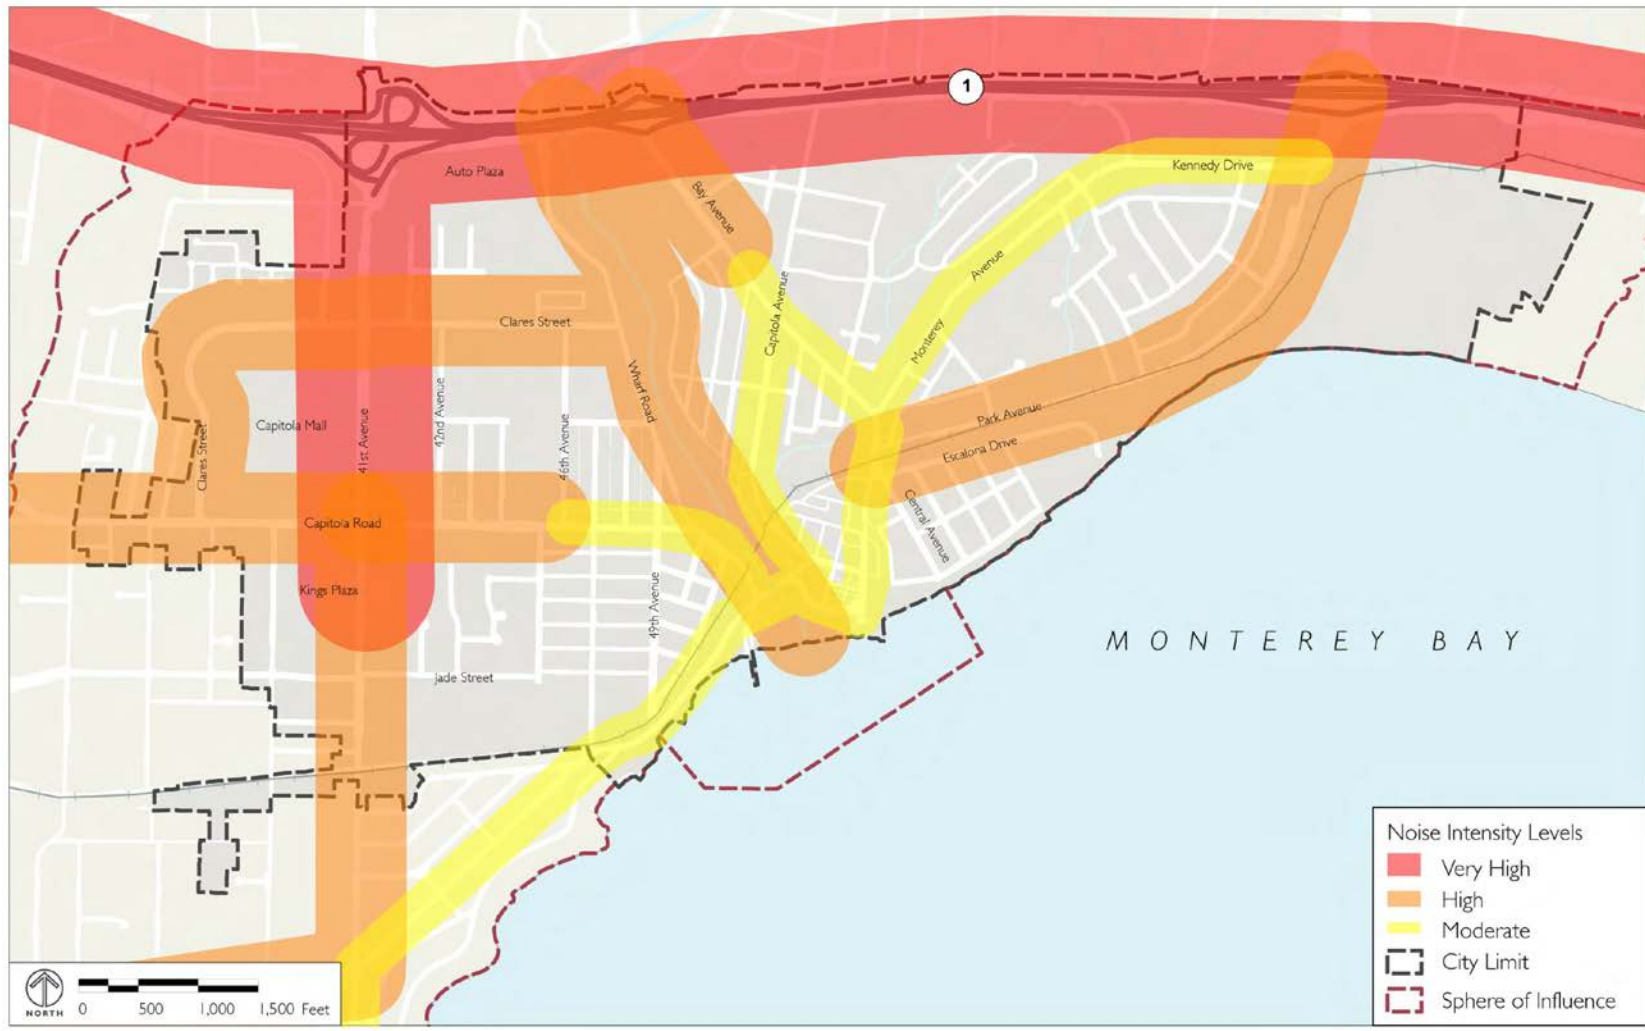 1
Auto Plaza
Kennedy Drive
Bay Avenue
Avenue
Monterey
Capitola Avenue
Clares Street
Wharf Road
Park Avenue
Escalona Drive
Central Avenue
Capitola Mall
Clares Street
41st Avenue
42nd Avenue
46th Avenue
Capitola Road
Kings Plaza
49th Avenue
Jade Street
MONTEREY BAY
Noise Intensity Levels
Very High
High
Moderate
City Limit
Sphere of Influence
NORTH
0 500 1,000 1,500 Feet